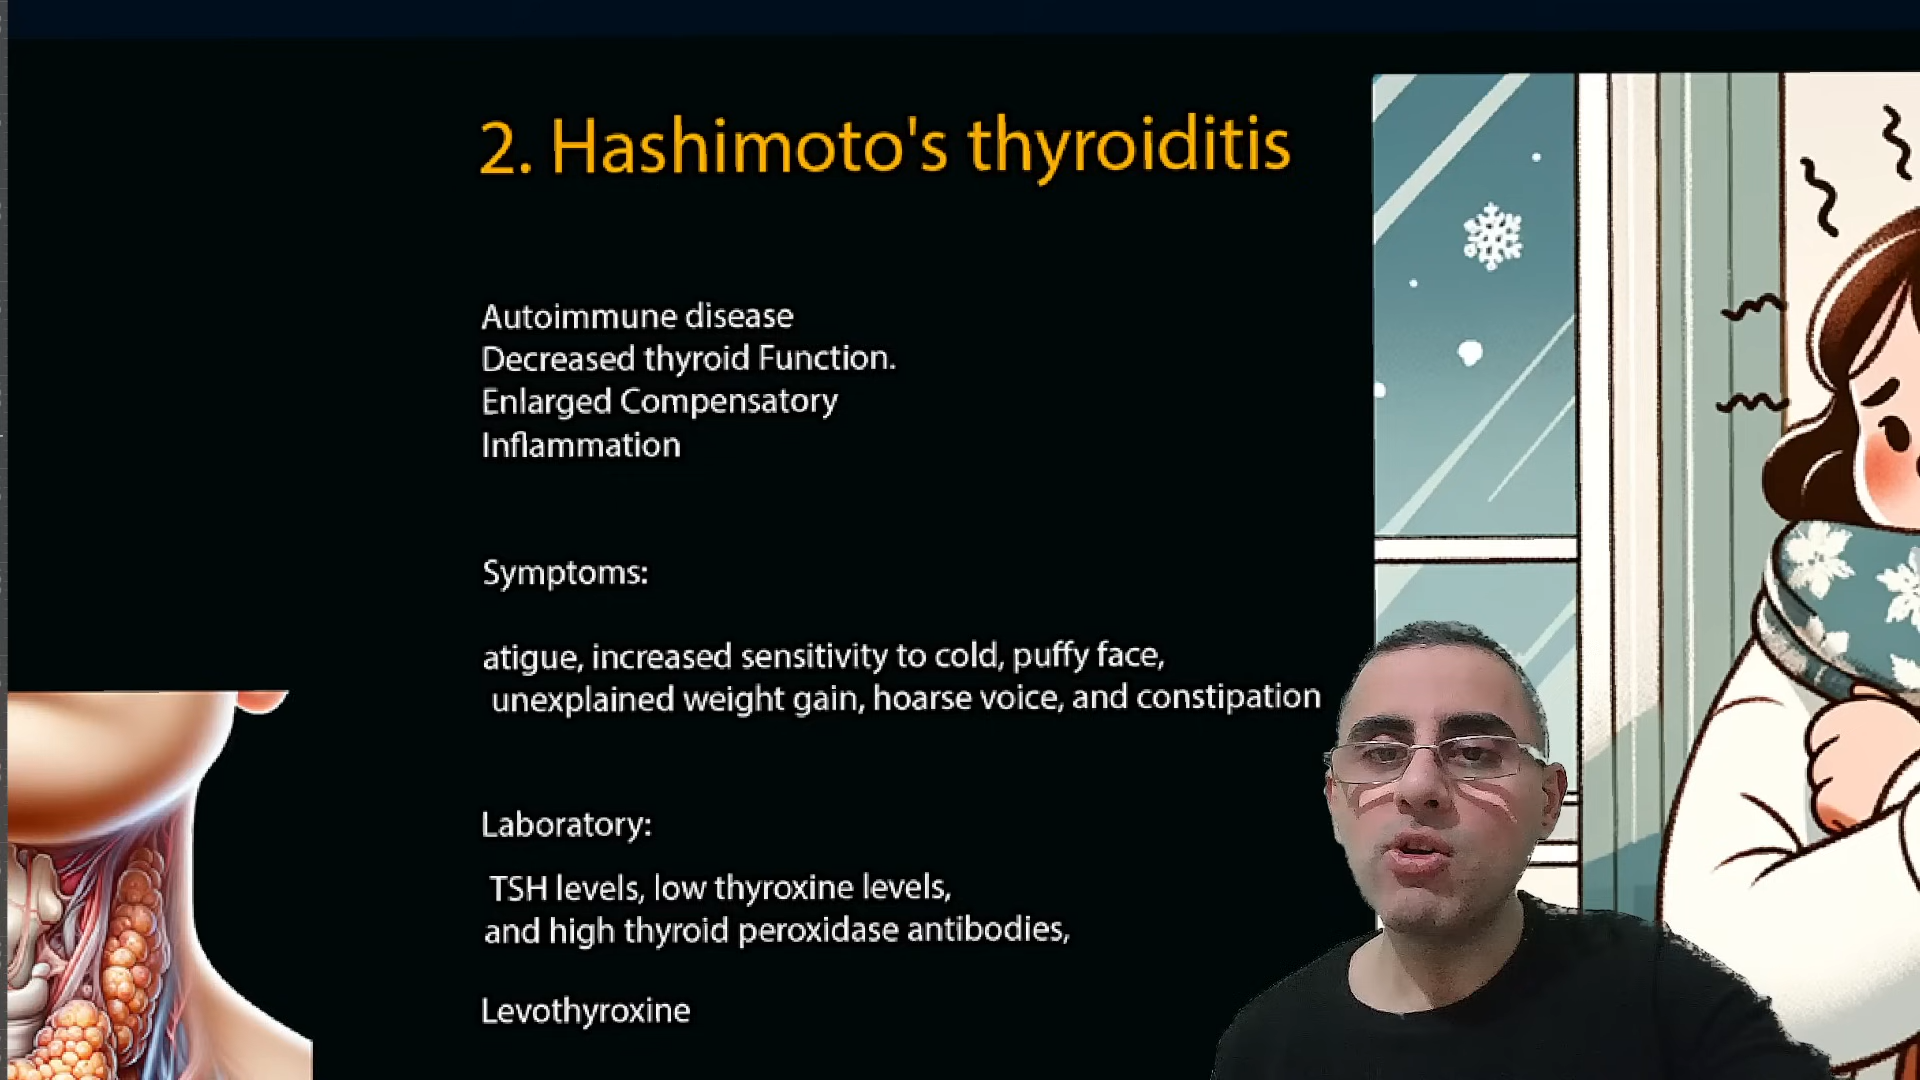 2. Hashimoto's thyroiditis
Autoimmune disease
Decreased thyroid Function.
Enlarged Compensatory
Inflammation
Symptoms:
atigue, increased sensitivity to cold, puffy face,
unexplained weight gain, hoarse voice, and constipation
Laboratory:
TSH levels, low thyroxine levels,
and high thyroid peroxidase antibodies,
Levothyroxine